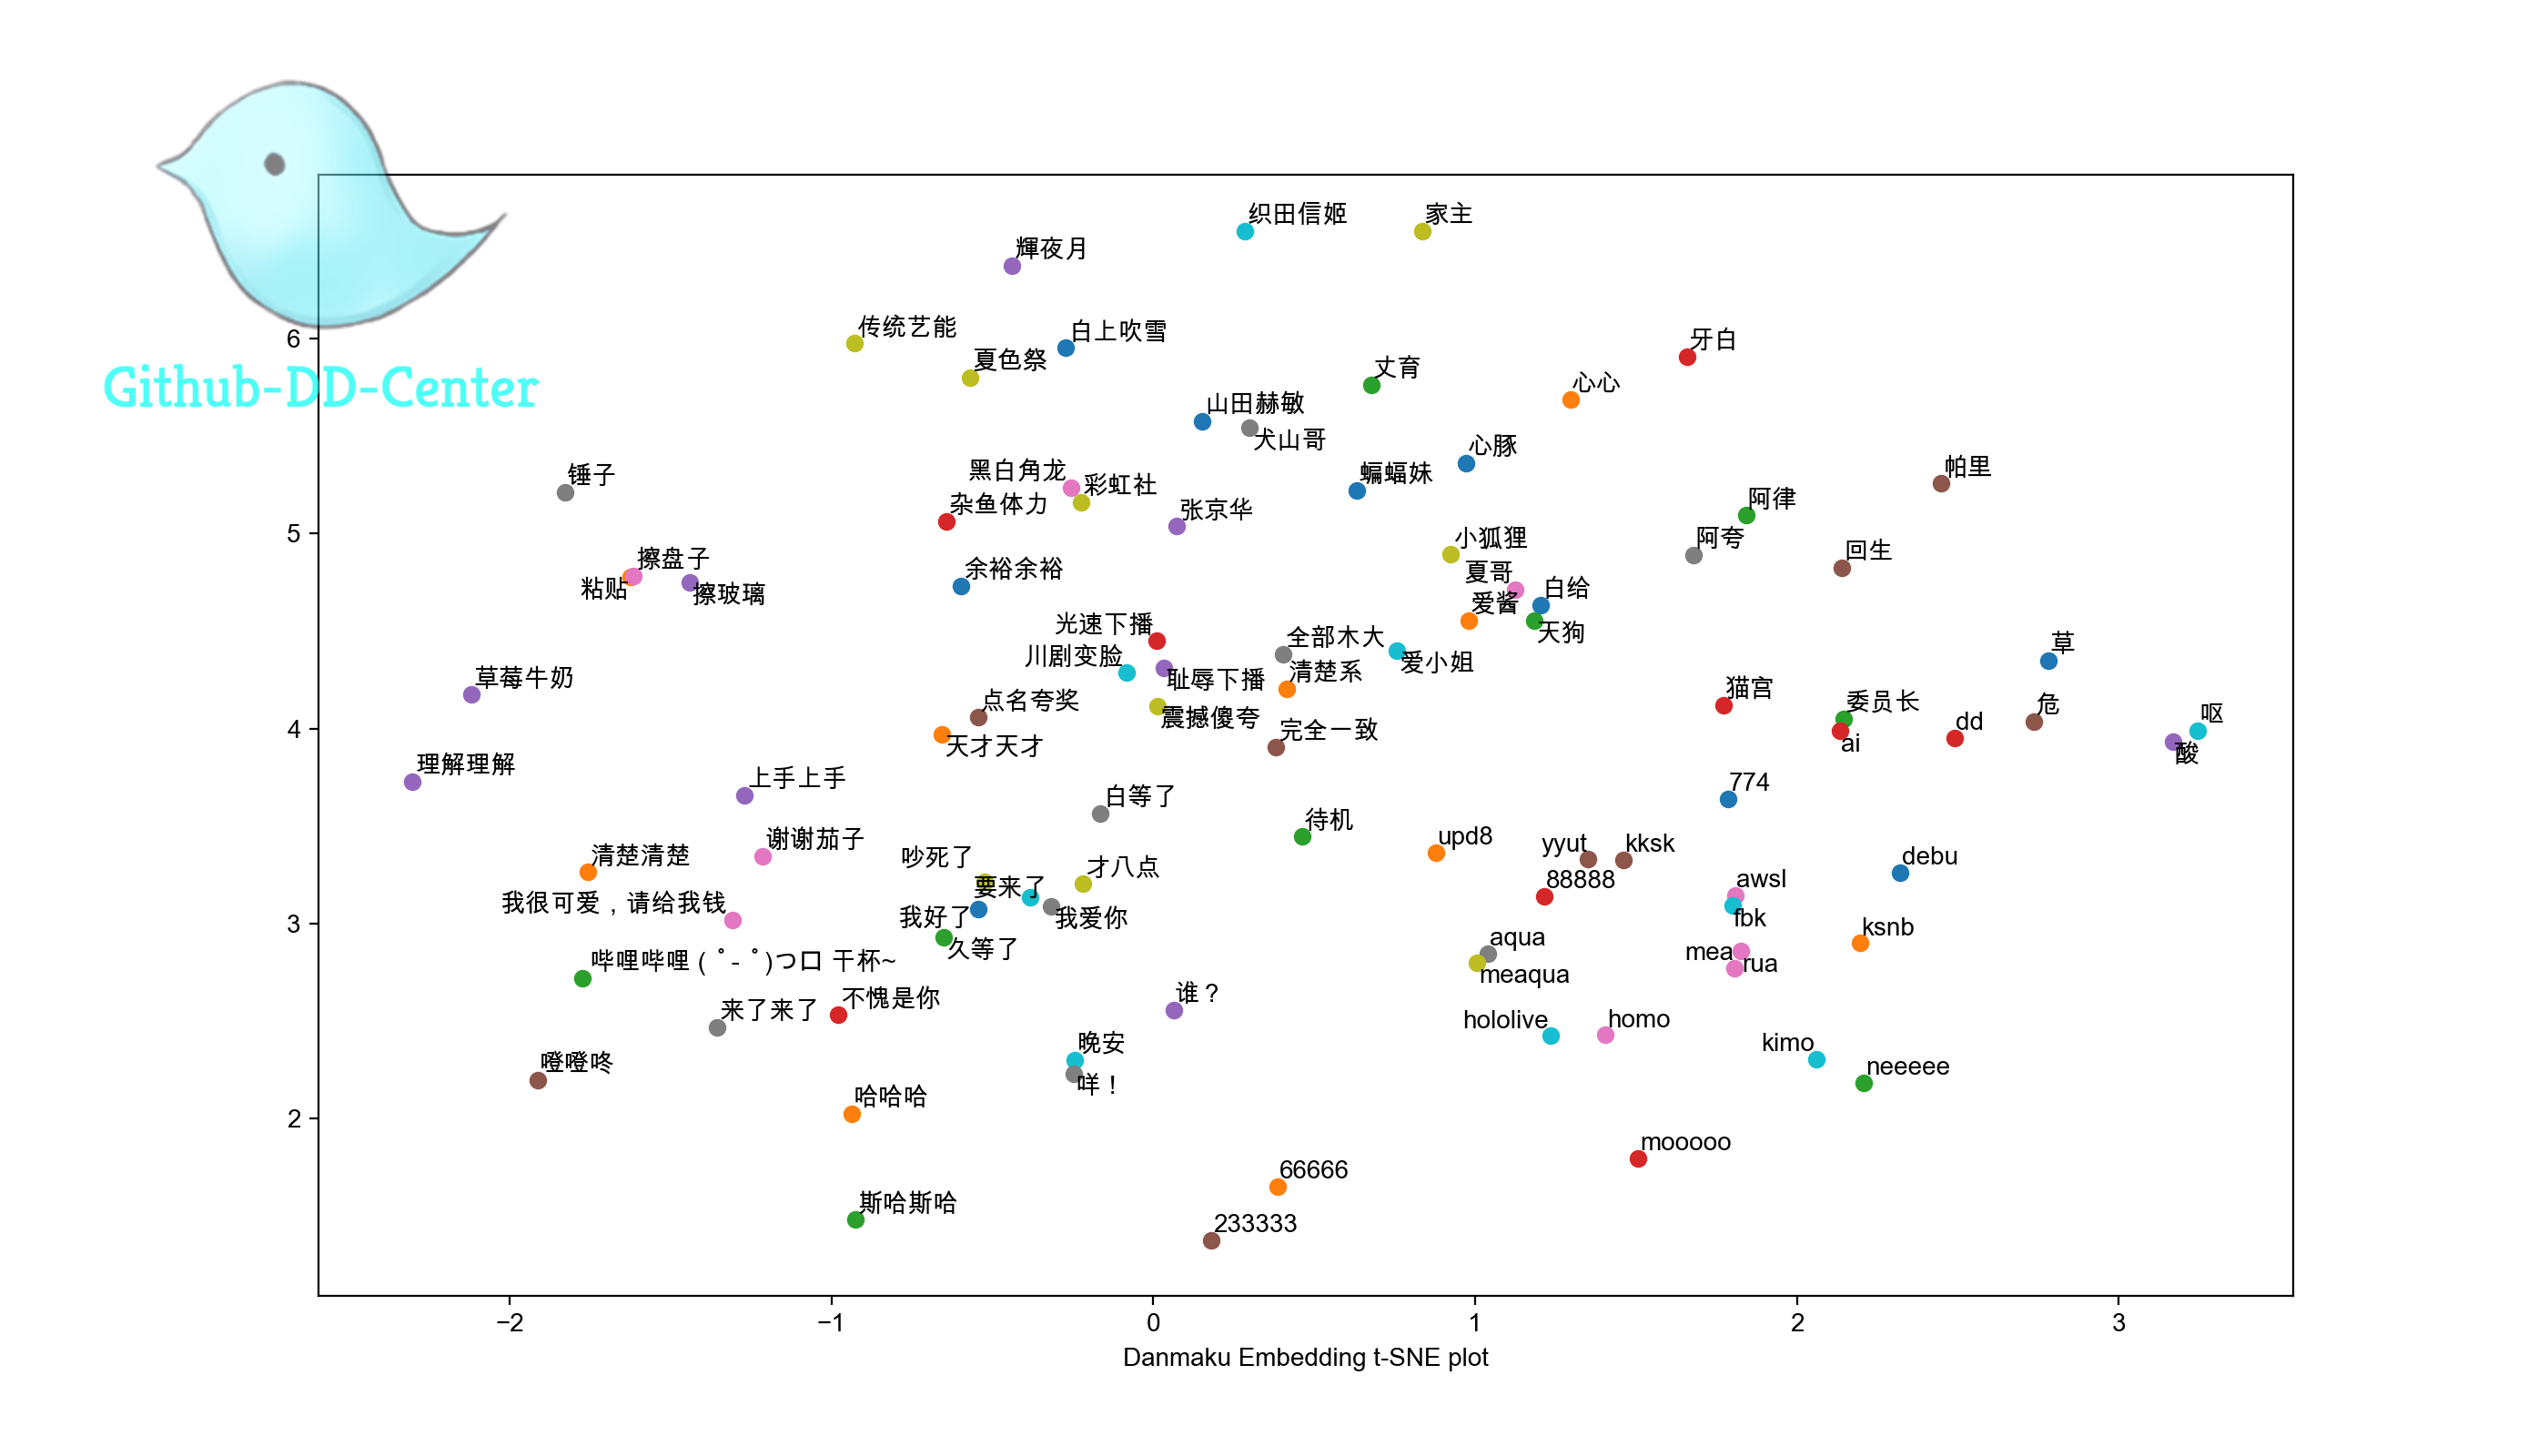 织田信姬
家主
輝夜月
传统艺能
白上吹雪
牙白
夏色祭
丈育
心心
Github-DD-Center
山田赫敏
犬山哥
心豚
锤子
黑白角龙
彩虹社
蝙蝠妹
帕里
杂鱼体力
张京华
阿律
小狐狸
阿夸
回生
擦盘子
粘贴
擦玻璃
余裕余裕
夏哥
白给
爱酱
光速下播
全部木大
天狗
川剧变脸
爱小姐
草
草莓牛奶
耻辱下播
清楚系
猫宫
点名夸奖
震撼傻夸
委员长
危
呕
天才天才
完全一致
ai
dd
酸
理解理解
上手上手
774
白等了
待机
谢谢茄子
upd8
yyut
kksk
清楚清楚
吵死了
才八点
debu
要来了
88888
awsl
我很可爱，请给我钱
我好了
我爱你
fbk
久等了
aqua
ksnb
哔哩哔哩 ( ゜- ゜)つロ 干杯~
meaqua
mea
rua
来了来了
不愧是你
谁？
hololive
homo
晚安
kimo
噔噔咚
咩！
neeeee
哈哈哈
mooooo
66666
斯哈斯哈
233333
6
5
4
3
2
−2
−1
0
1
2
3
Danmaku Embedding t-SNE plot